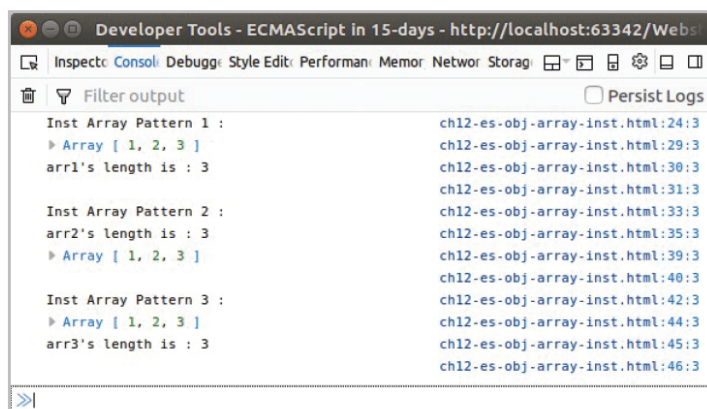 Developer Tools - ECMAScript in 15-days - http://localhost:63342/Webs
Inspecto Consol Debugge Style Edit Performan Memor Networ Storag
Filter output Persist Logs
Inst Array Pattern 1 : ch12-es-obj-array-inst.html:24:3
Array [ 1, 2, 3 ] ch12-es-obj-array-inst.html:29:3
arr1's length is : 3 ch12-es-obj-array-inst.html:30:3
ch12-es-obj-array-inst.html:31:3
Inst Array Pattern 2 : ch12-es-obj-array-inst.html:33:3
arr2's length is : 3 ch12-es-obj-array-inst.html:35:3
Array [ 1, 2, 3 ] ch12-es-obj-array-inst.html:39:3
ch12-es-obj-array-inst.html:40:3
Inst Array Pattern 3 : ch12-es-obj-array-inst.html:42:3
Array [ 1, 2, 3 ] ch12-es-obj-array-inst.html:44:3
arr3's length is : 3 ch12-es-obj-array-inst.html:45:3
ch12-es-obj-array-inst.html:46:3